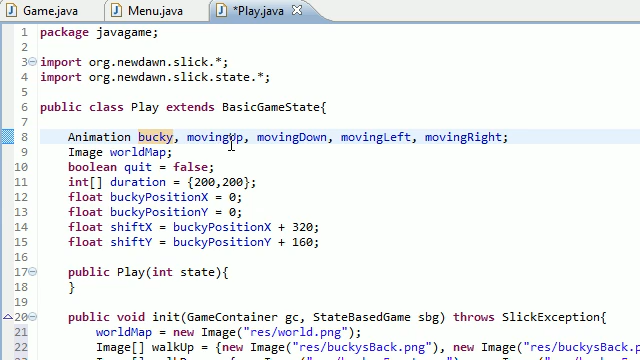 Game.java Menu.java *Play.java
1 package javagame;
2
3 import org.newdawn.slick.*;
4 import org.newdawn.slick.state.*;
5
6 public class Play extends BasicGameState{
7
8 Animation bucky, movingUp, movingDown, movingLeft, movingRight;
9 Image worldMap;
10 boolean quit = false;
11 int[] duration = {200,200};
12 float buckyPositionX = 0;
13 float buckyPositionY = 0;
14 float shiftX = buckyPositionX + 320;
15 float shiftY = buckyPositionY + 160;
16
17 public Play(int state){
18 }
19
20 public void init(GameContainer gc, StateBasedGame sbg) throws SlickException{
21 worldMap = new Image("res/world.png");
22 Image[] walkUp = {new Image("res/buckysBack.png"), new Image("res/bucky